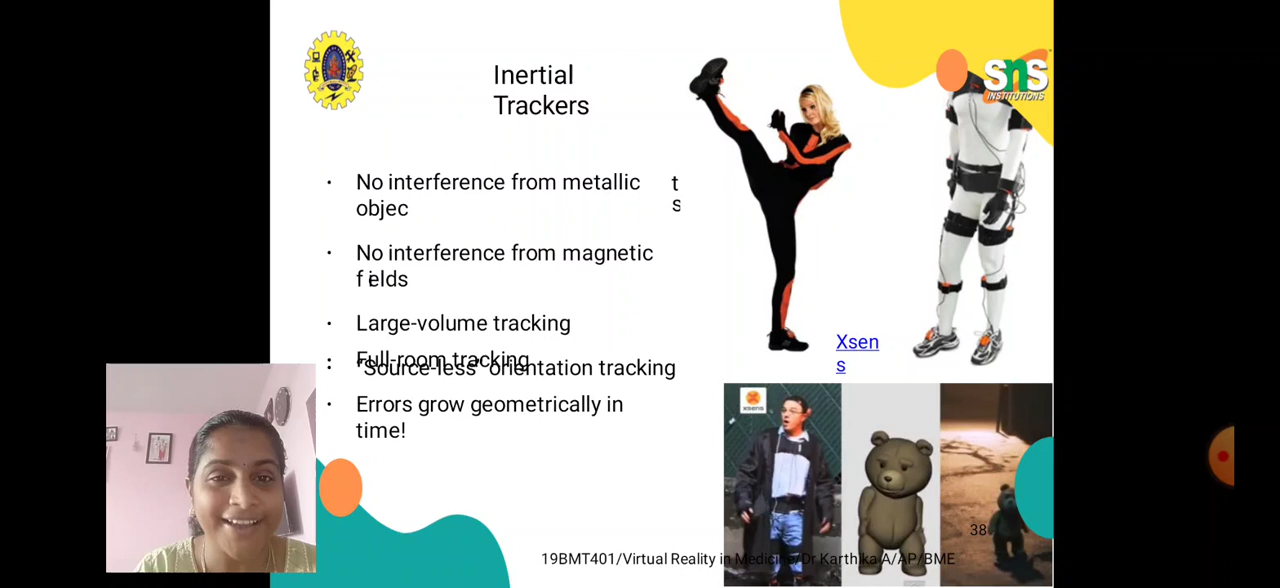 Inertial
Trackers
SnS
INSTITUTIONS
• No interference from metallic
objec
t
s
• No interference from magnetic
fields
• Large-volume tracking
• Full-room tracking
• "Source-less" orientation tracking
• Errors grow geometrically in
time!
Xsen
s
XSENS
38
19BMT401/Virtual Reality in Medicine/Dr Karthika A/AP/BME